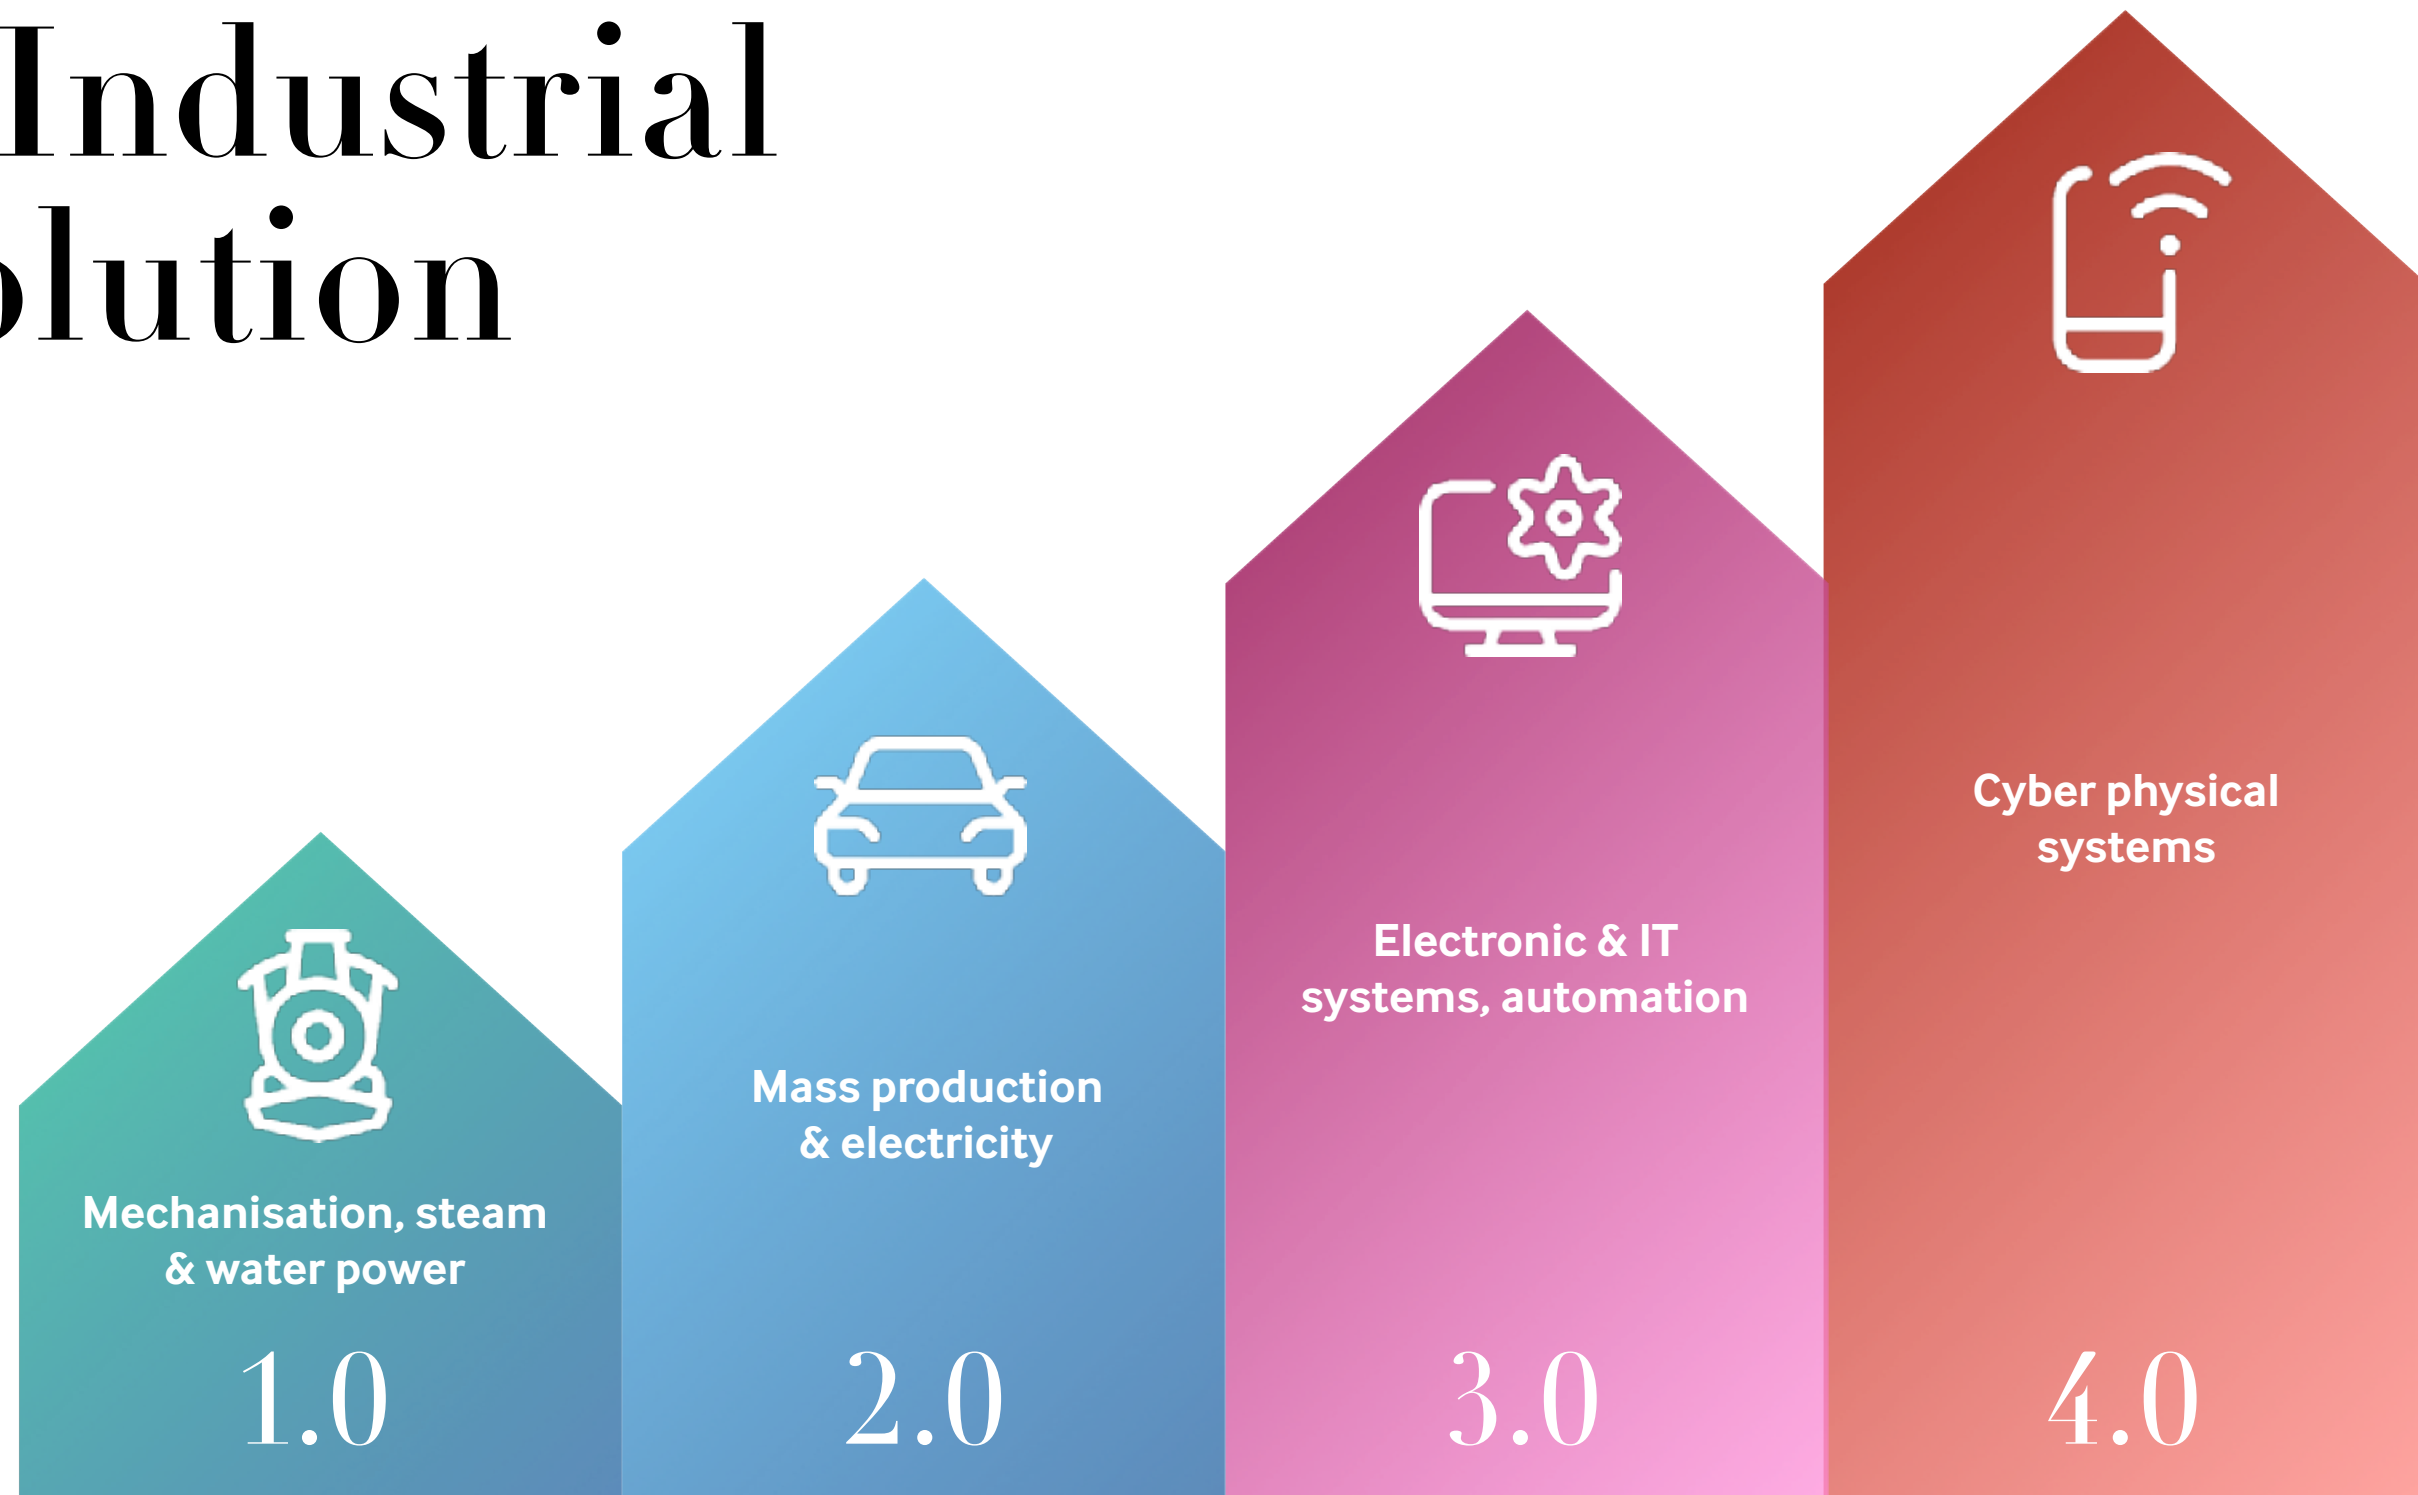 Industrial
olution
Mechanisation, steam
& water power
1.0
Mass production
& electricity
2.0
Electronic & IT
systems, automation
3.0
Cyber physical
systems
4.0